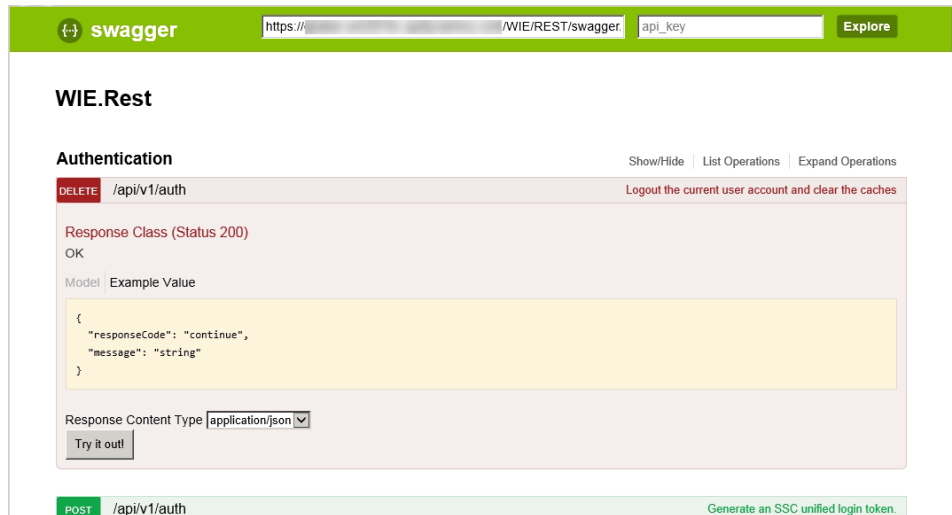 {··} swagger https:// /WIE/REST/swagger. api_key Explore
WIE.Rest
Authentication Show/Hide List Operations Expand Operations
DELETE /api/v1/auth Logout the current user account and clear the caches
Response Class (Status 200)
OK
Model Example Value
{
"responseCode": "continue",
"message": "string"
}
Response Content Type application/json
Try it out!
POST /api/v1/auth Generate an SSC unified login token.